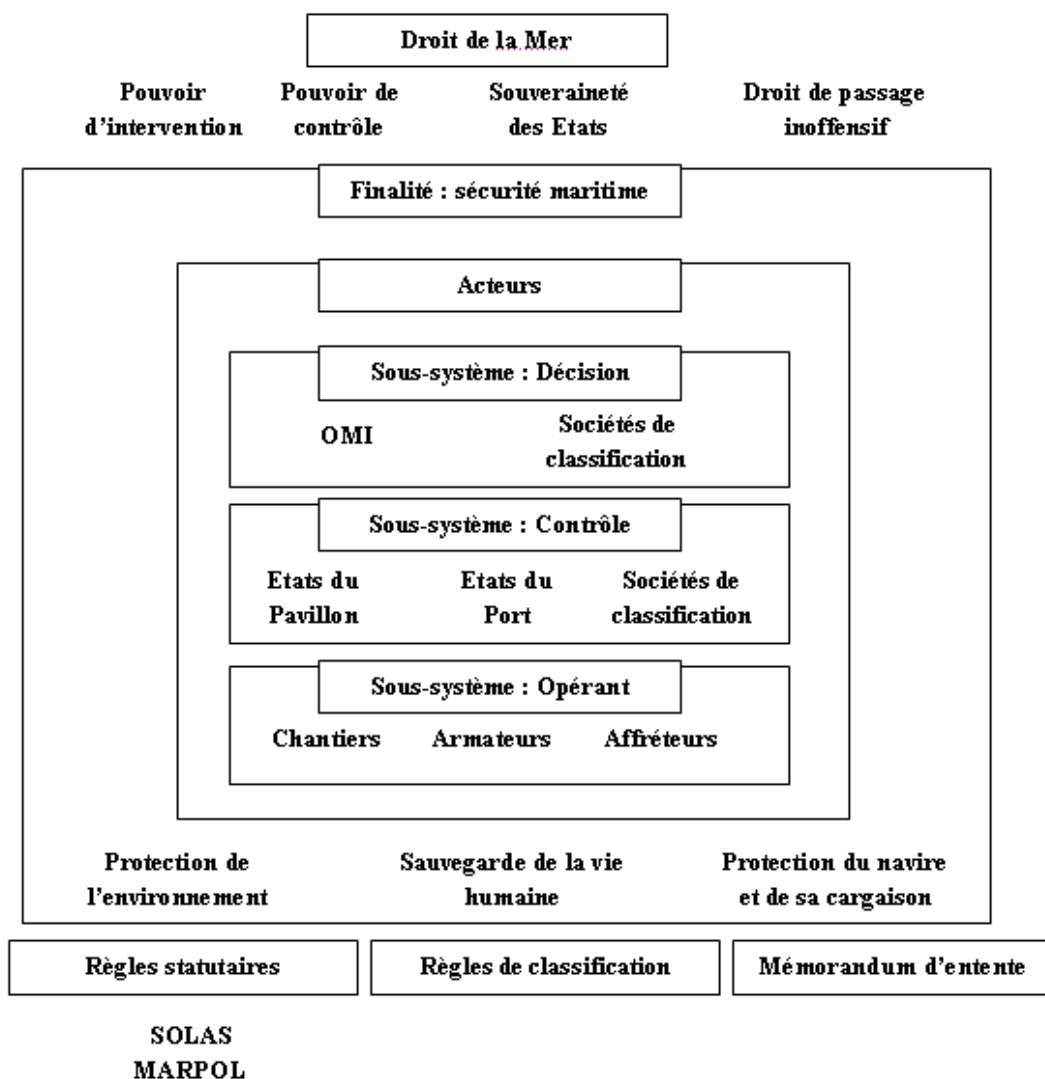 Droit de la Mer
Pouvoir Pouvoir de Souveraineté Droit de passage
d'intervention contrôle des Etats inoffensif
Finalité : sécurité maritime
Acteurs
Sous-système : Décision
OMI Sociétés de
classification
Sous-système : Contrôle
Etats du Etats du Sociétés de
Pavillon Port classification
Sous-système : Opérant
Chantiers Armateurs Affréteurs
Protection de Sauvegarde de la vie Protection du navire
l'environnement humaine et de sa cargaison
Règles statutaires Règles de classification Mémorandum d'entente
SOLAS
MARPOL